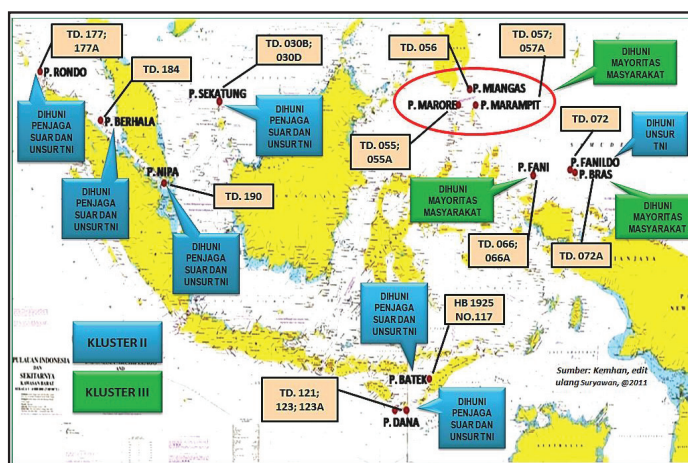 TD. 177;
177A
P. RONDO
DIHUNI
PENJAGA
SUAR DAN
UNSUR TNI
TD. 184
P. BERHALA
DIHUNI
PENJAGA
SUAR DAN
UNSUR TNI
TD. 030B;
030D
P. SEKATUNG
DIHUNI
PENJAGA
SUAR DAN
UNSUR TNI
P. NIPA
TD. 190
DIHUNI
PENJAGA
SUAR DAN
UNSUR TNI
TD. 056
TD. 057;
057A
P. MIANGAS
P. MARORE
P. MARAMPIT
TD. 055;
055A
DIHUNI
MAYORITAS
MASYARAKAT
TD. 072
DIHUNI
UNSUR
TNI
P. FANI
P. FANILDO
P. BRAS
DIHUNI
MAYORITAS
MASYARAKAT
DIHUNI
MAYORITAS
MASYARAKAT
TD. 066;
066A
TD. 072A
DIHUNI
PENJAGA
SUAR DAN
UNSUR TNI
HB 1925
NO.117
P. BATEK
TD. 121;
123; 123A
P. DANA
DIHUNI
PENJAGA
SUAR DAN
UNSUR TNI
KLUSTER II
PULAUAN INDONESIA
DAN
SEKITARNYA
KAWASAN BARAT
KLUSTER III
Sumber: Kemhan, edit
ulang Suryawan, @2011